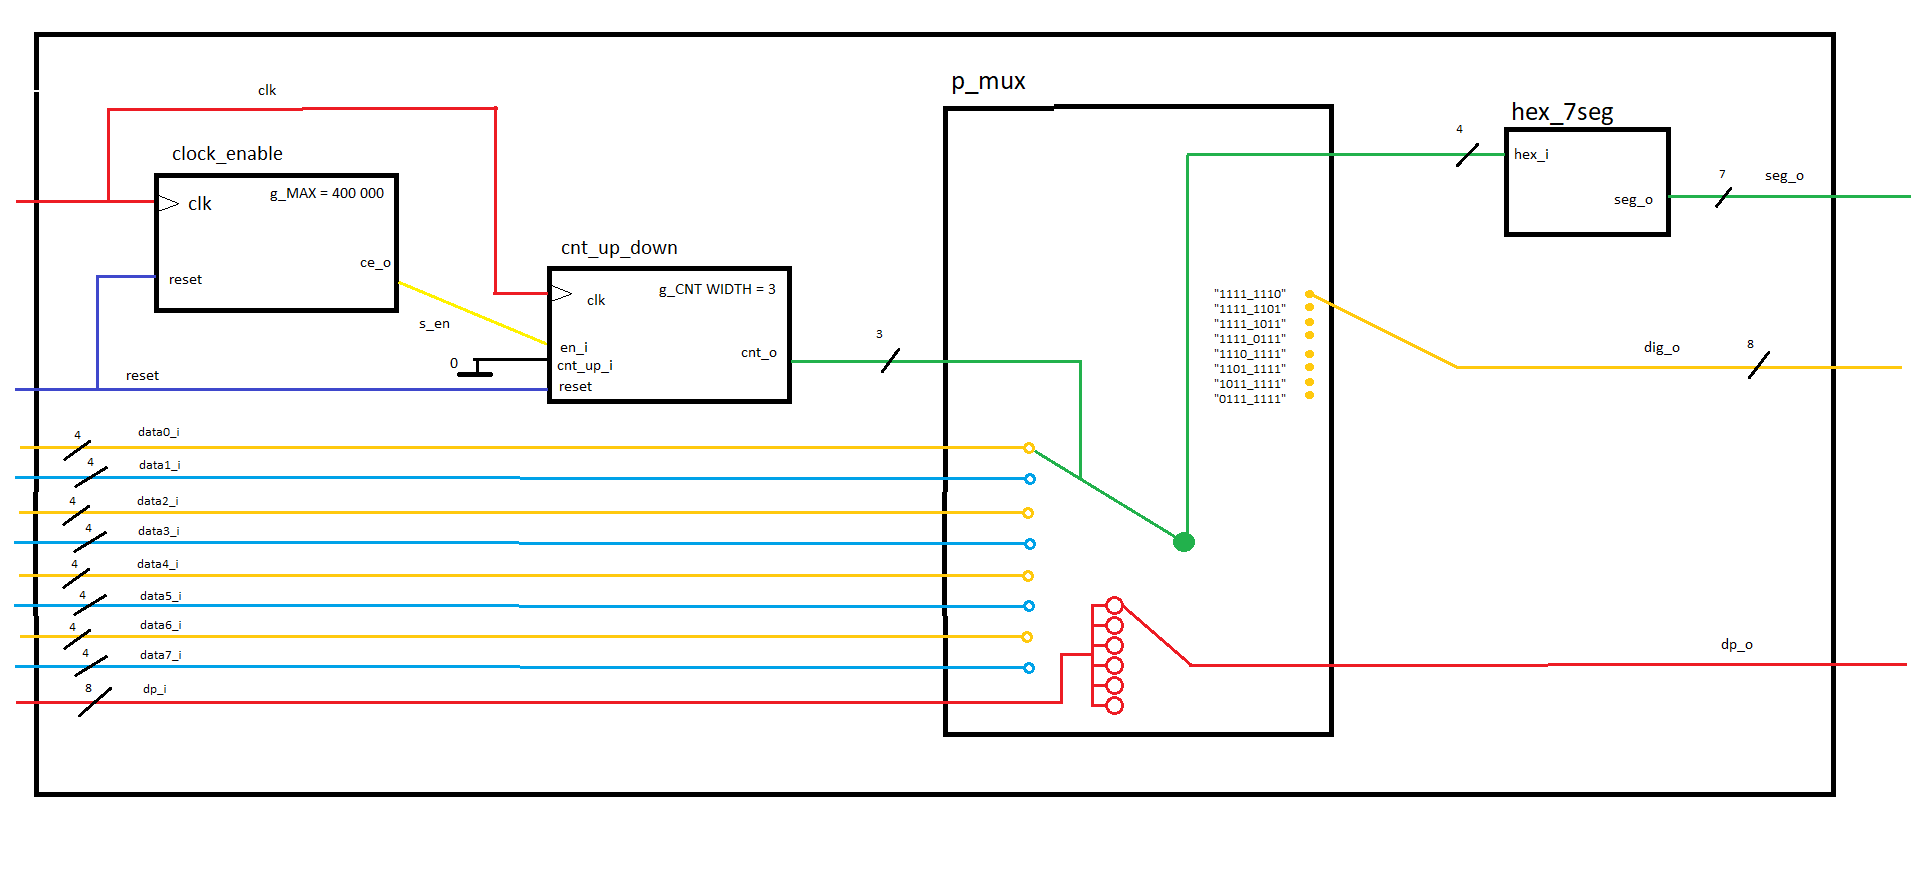 p_mux
clk
hex_7seg
4
hex_i
clock_enable
g_MAX = 400 000
7
seg_o
clk
seg_o
cnt_up_down
ce_o
reset
g_CNT WIDTH = 3
clk
"1111_1110"
"1111_1101"
"1111_1011"
"1111_0111"
"1110_1111"
"1101_1111"
"1011_1111"
"0111_1111"
s_en
3
en_i
cnt_o
dig_o
8
0
cnt_up_i
reset
reset
4
data0_i
4
data1_i
4
data2_i
4
data3_i
4
data4_i
4
data5_i
4
data6_i
4
data7_i
dp_o
8
dp_i